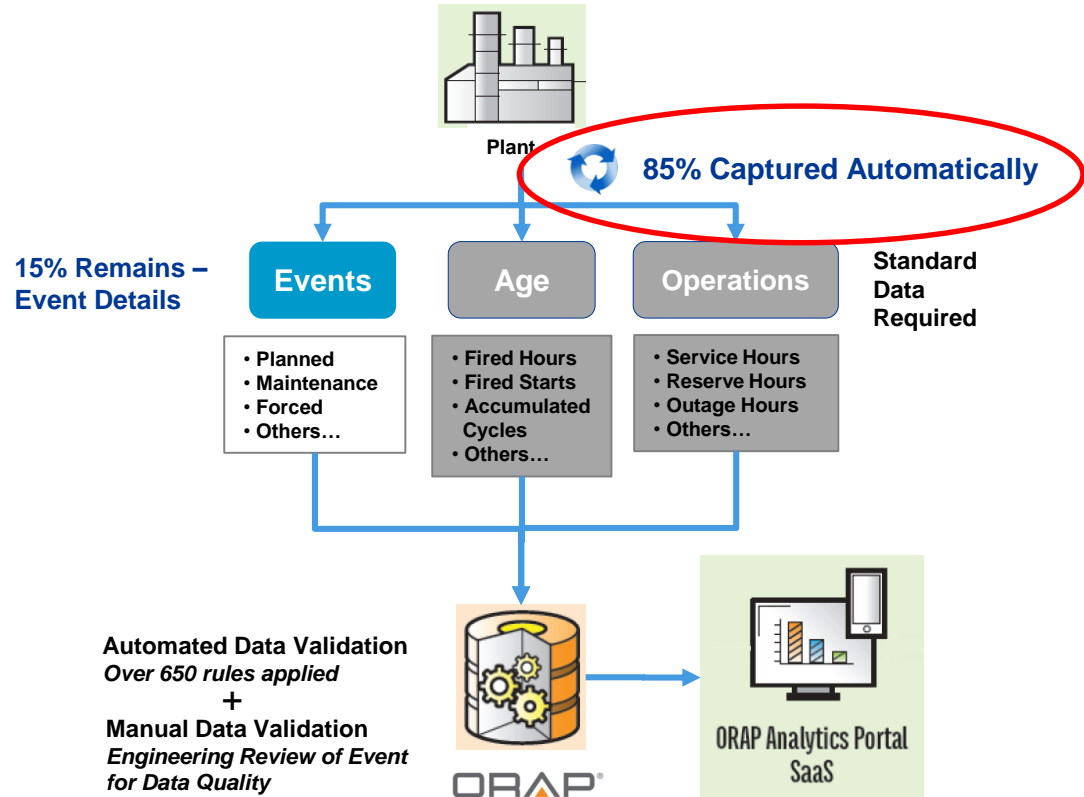 Plant
85% Captured Automatically
15% Remains –
Event Details
Events
Age
Operations
Standard
Data
Required
• Planned
• Maintenance
• Forced
• Others…
• Fired Hours
• Fired Starts
• Accumulated
Cycles
• Others…
• Service Hours
• Reserve Hours
• Outage Hours
• Others…
Automated Data Validation
Over 650 rules applied
+
Manual Data Validation
Engineering Review of Event
for Data Quality
ORAP®
ORAP Analytics Portal
SaaS